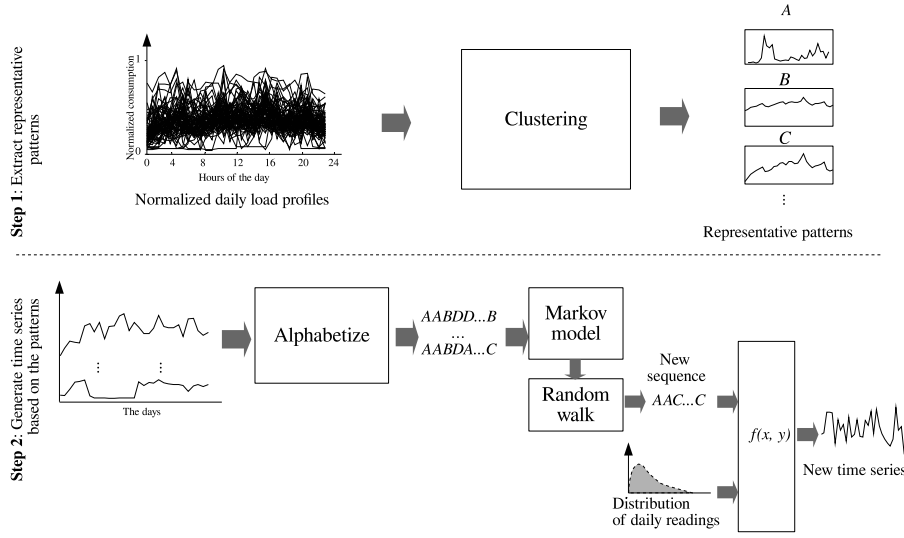 Step 1: Extract representative
patterns
Normalized consumption
1
0
0 4 8 12 16 20 24
Hours of the day
Normalized daily load profiles
Clustering
A
B
C
⋮
Representative patterns
Step 2: Generate time series
based on the patterns
⋮ ⋮
The days
Alphabetize
AABDD...B
...
AABDA...C
Markov
model
Random
walk
New
sequence
AAC...C
Distribution
of daily readings
f(x, y)
New time series